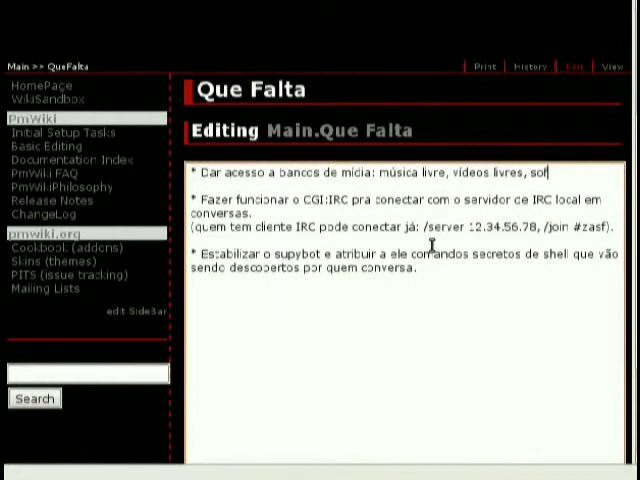 Main >> QueFalta
Print History Edit View
HomePage
WikiSandbox
PmWiki
Initial Setup Tasks
Basic Editing
Documentation Index
PmWiki FAQ
PmWikiPhilosophy
Release Notes
ChangeLog
pmwiki.org
Cookbook (addons)
Skins (themes)
PITS (issue tracking)
Mailing Lists
edit SideBar
Search
Que Falta
Editing Main.Que Falta
* Dar acesso a bancos de mídia: música livre, vídeos livres, sof
* Fazer funcionar o CGI:IRC pra conectar com o servidor de IRC local em
conversas.
(quem tem cliente IRC pode conectar já: /server 12.34.56.78, /join #zasf).
* Estabilizar o supybot e atribuir a ele comandos secretos de shell que vão
sendo descobertos por quem conversa.